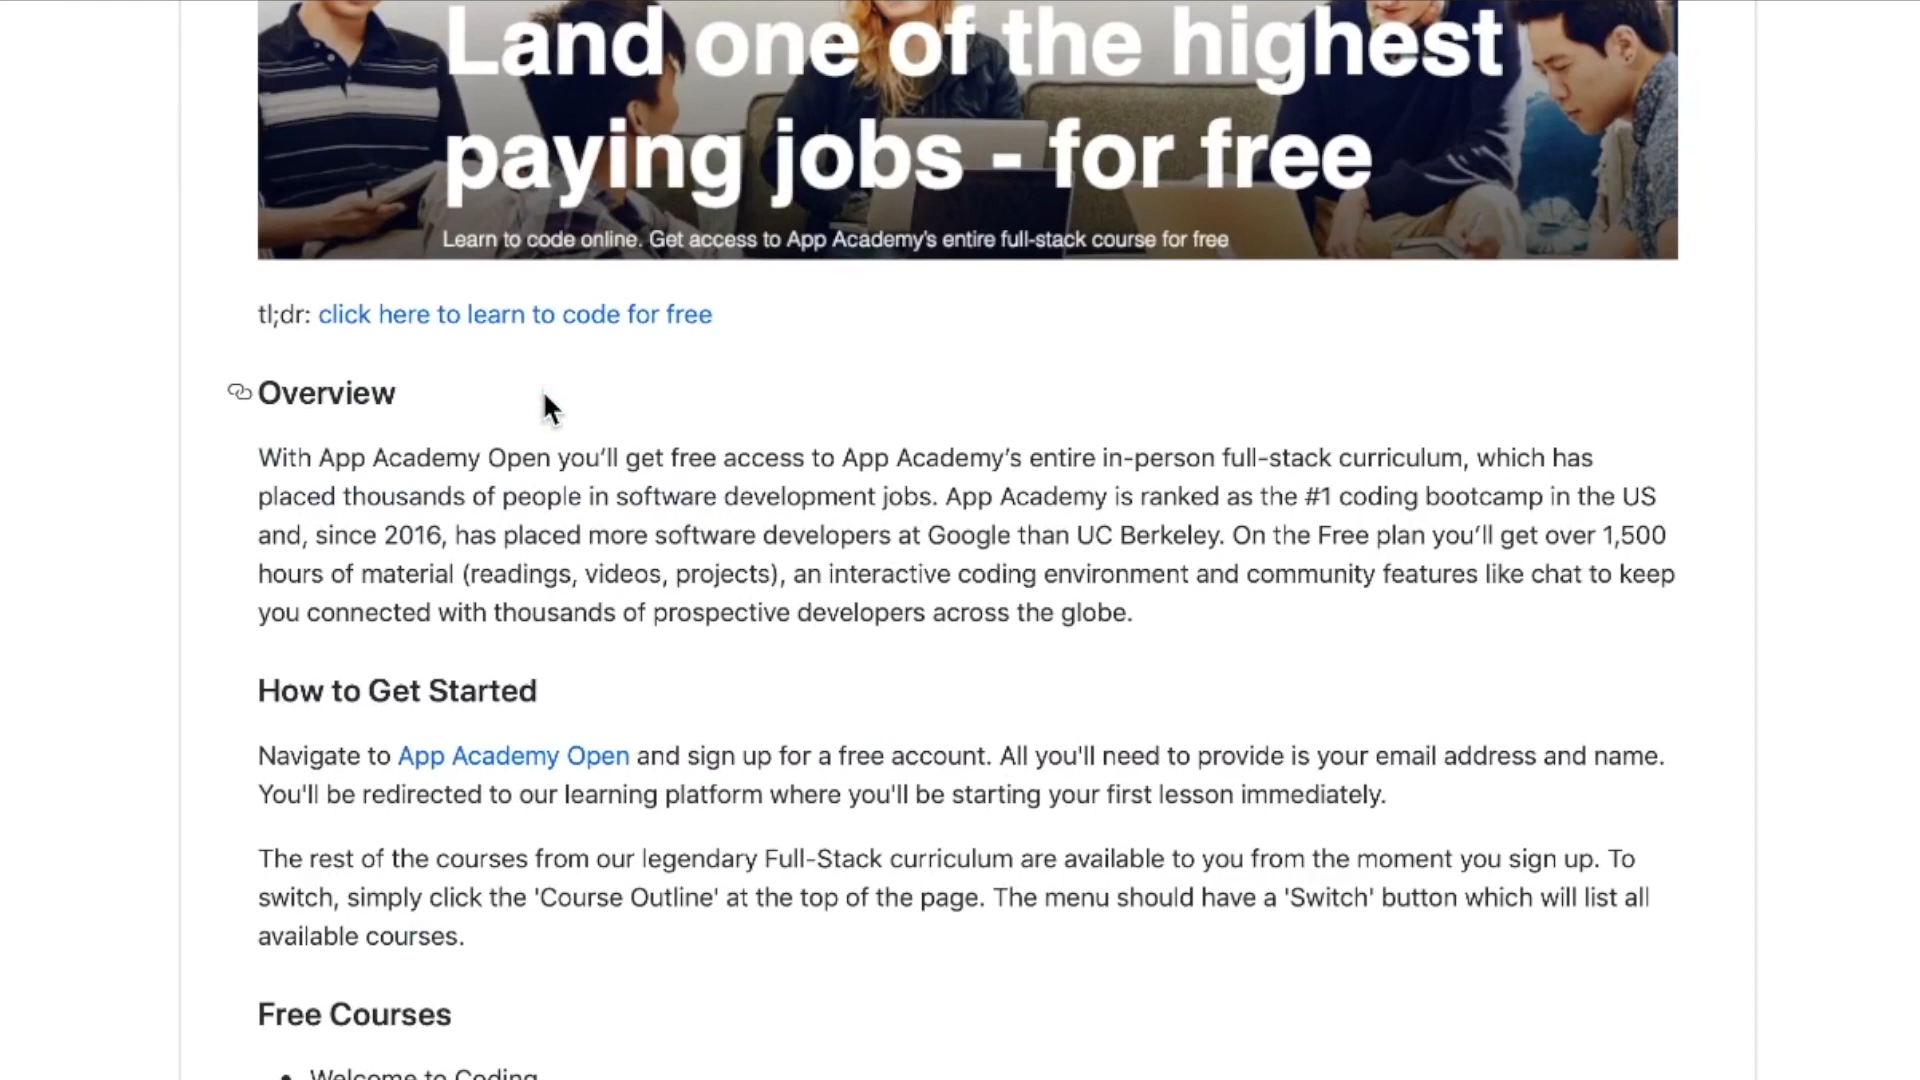 Land one of the highest
paying jobs - for free
Learn to code online. Get access to App Academy's entire full-stack course for free
tl;dr: click here to learn to code for free
Overview
With App Academy Open you’ll get free access to App Academy’s entire in-person full-stack curriculum, which has
placed thousands of people in software development jobs. App Academy is ranked as the #1 coding bootcamp in the US
and, since 2016, has placed more software developers at Google than UC Berkeley. On the Free plan you’ll get over 1,500
hours of material (readings, videos, projects), an interactive coding environment and community features like chat to keep
you connected with thousands of prospective developers across the globe.
How to Get Started
Navigate to App Academy Open and sign up for a free account. All you'll need to provide is your email address and name.
You'll be redirected to our learning platform where you'll be starting your first lesson immediately.
The rest of the courses from our legendary Full-Stack curriculum are available to you from the moment you sign up. To
switch, simply click the 'Course Outline' at the top of the page. The menu should have a 'Switch' button which will list all
available courses.
Free Courses
• Welcome to Coding